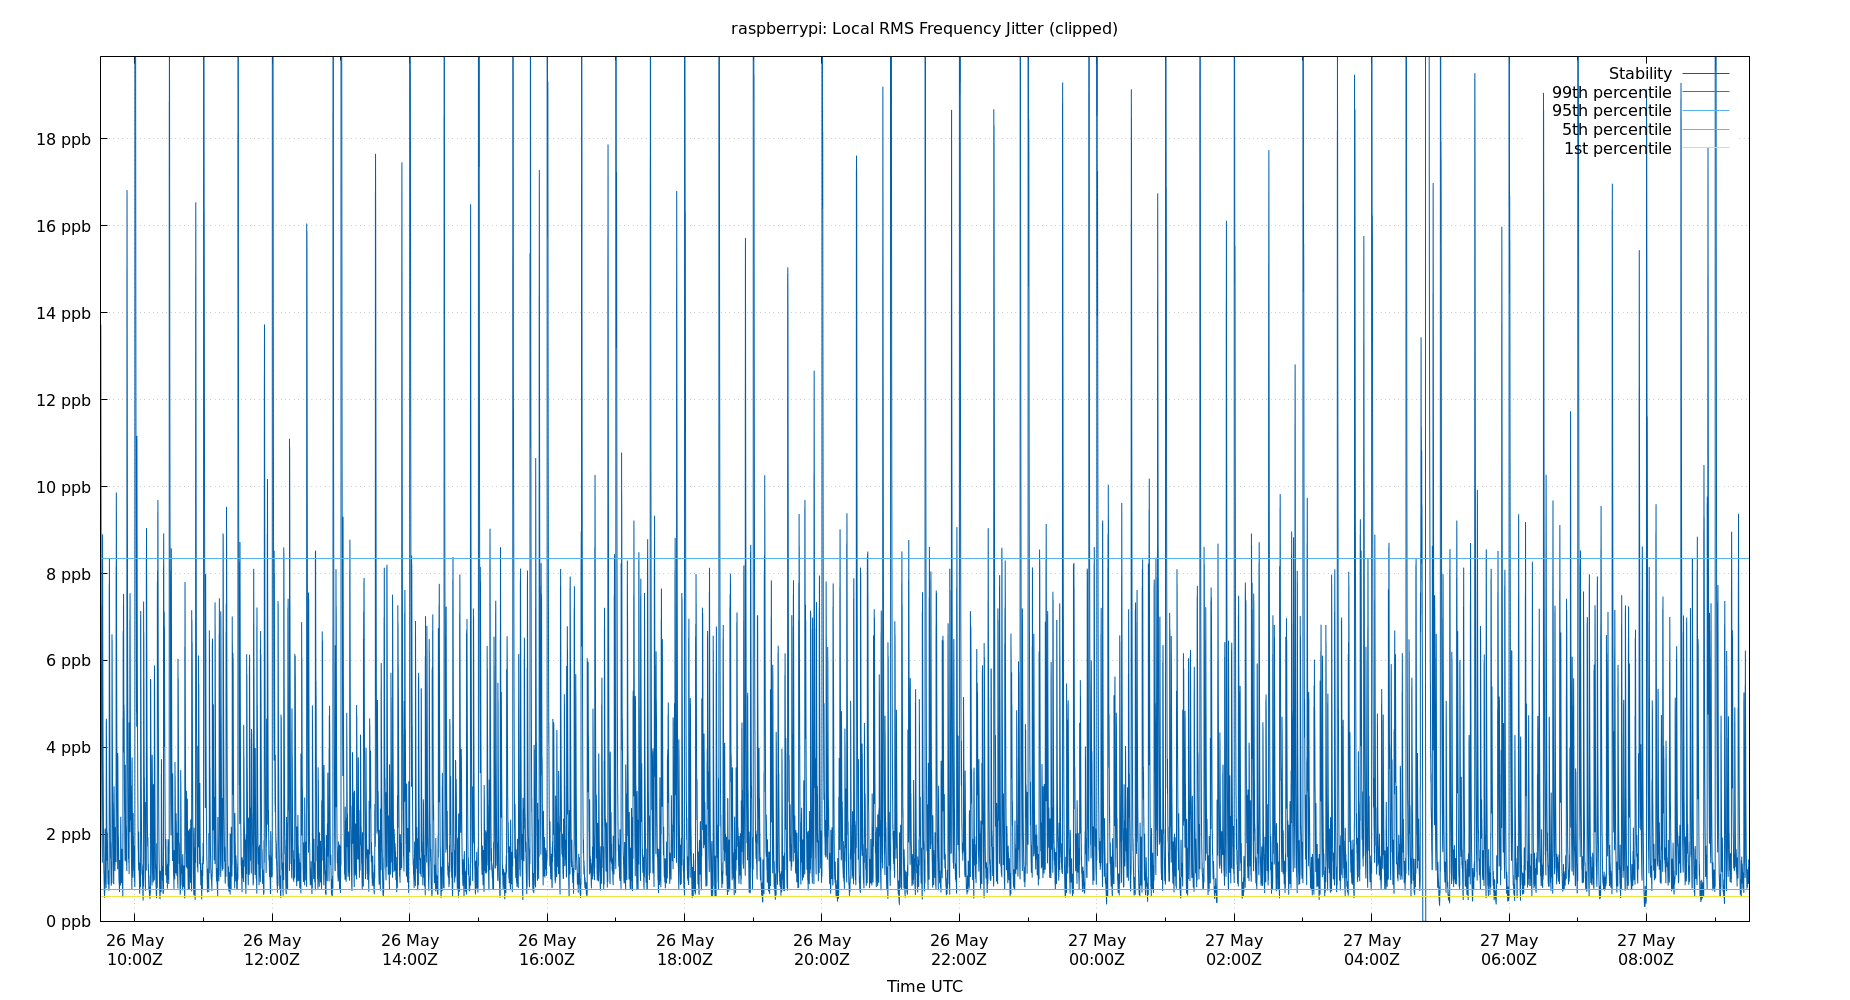 raspberrypi: Local RMS Frequency Jitter (clipped)
Stability
99th percentile
95th percentile
5th percentile
1st percentile
18 ppb
16 ppb
14 ppb
12 ppb
10 ppb
8 ppb
6 ppb
4 ppb
2 ppb
0 ppb
26 May 26 May 26 May 26 May 26 May 26 May 26 May 27 May 27 May 27 May 27 May 27 May
10:00Z 12:00Z 14:00Z 16:00Z 18:00Z 20:00Z 22:00Z 00:00Z 02:00Z 04:00Z 06:00Z 08:00Z
Time UTC